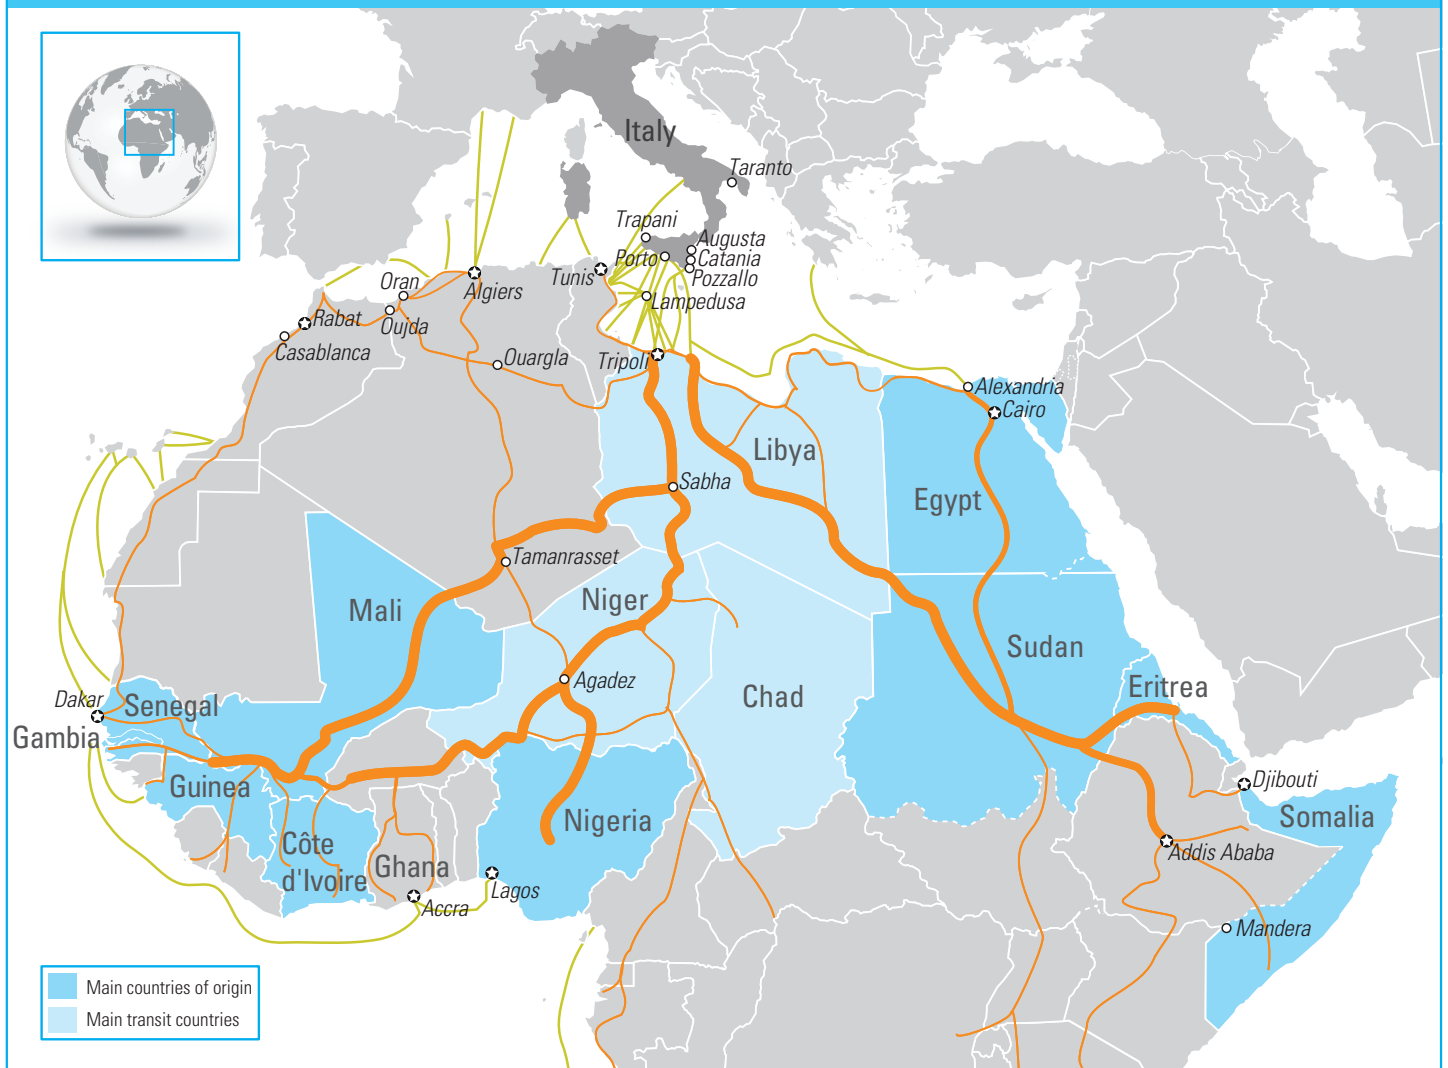 Italy
Taranto
Trapani
Augusta
Porto
Catania
Pozzallo
Tunis
Lampedusa
Oran
Algiers
Rabat
Oujda
Casablanca
Ouargla
Tripoli
Alexandria
Cairo
Libya
Sabha
Egypt
Tamanrasset
Niger
Mali
Sudan
Agadez
Eritrea
Chad
Dakar
Senegal
Gambia
Guinea
Djibouti
Nigeria
Somalia
Côte
d'Ivoire
Ghana
Addis Ababa
Lagos
Accra
Mandera
Main countries of origin
Main transit countries